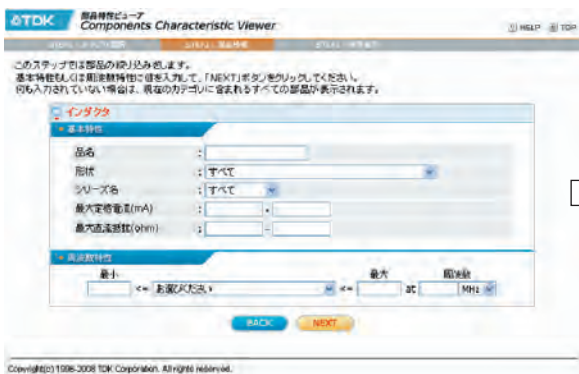 TDK 部品特性ビューア
Components Characteristic Viewer
HELP TOP
このステップでは部品の絞り込みをします。
基本特性もしくは周波数特性に値を入力して、「NEXT」ボタンをクリックしてください。
何も入力されていない場合は、現在のカテゴリに含まれるすべての部品が表示されます。
インダクタ
基本特性
品名 :
形状 : すべて
シリーズ名 : すべて
最大定格電流(mA) : -
最大直流抵抗(ohm) : -
周波数特性
最小 最大 周波数
<= お選びください <= at MHz
BACK NEXT
Copyright(c) 1996-2008 TDK Corporation. All rights reserved.